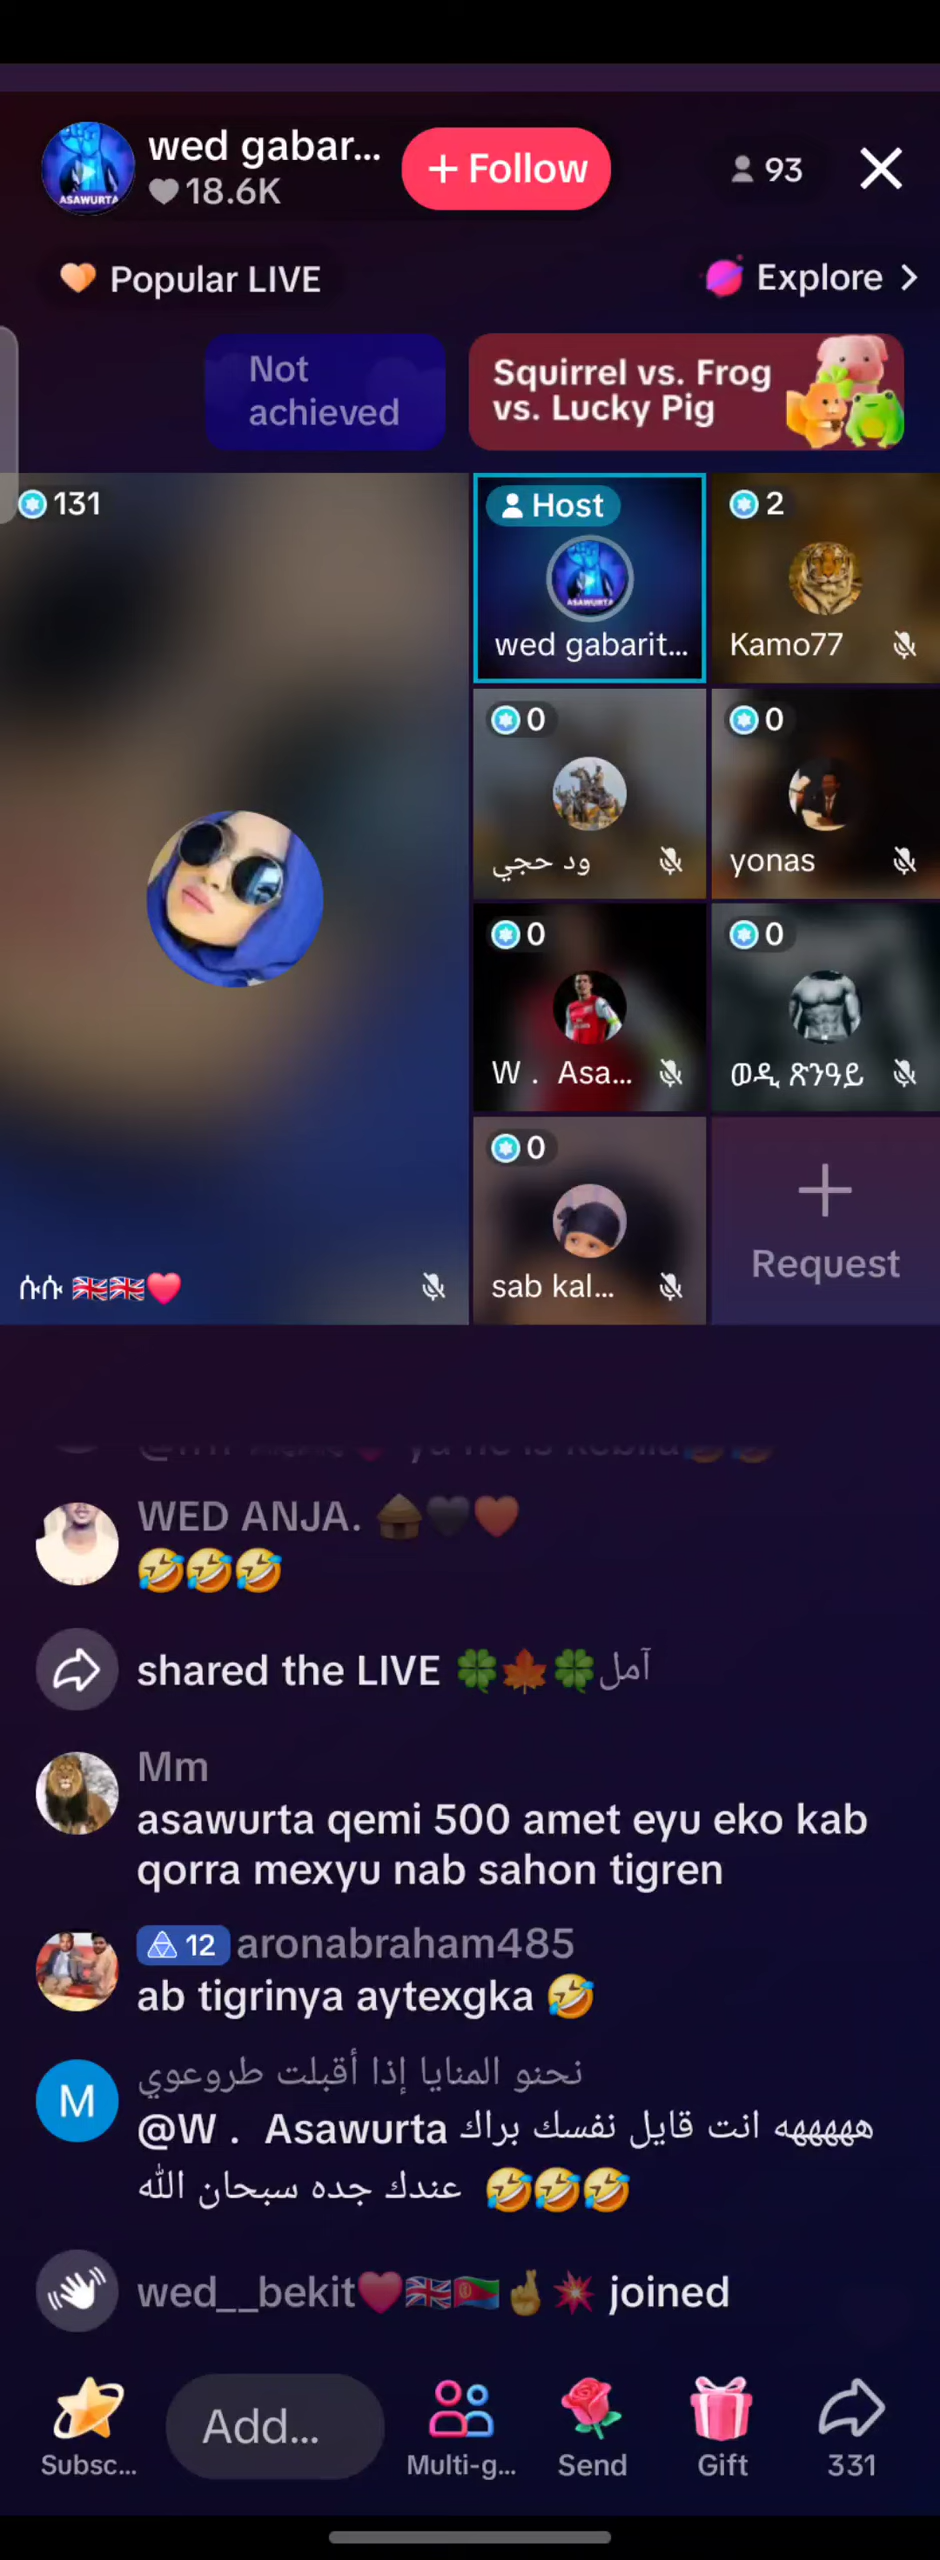 wed gabar...
18.6K
+ Follow
93
Popular LIVE
Explore >
Not
achieved
Squirrel vs. Frog
vs. Lucky Pig
131
Host
ASAWURTA
wed gabarit...
2
Kamo77
0
ود حجي
0
yonas
0
W . Asa...
0
ወዲ ጽንዓይ
0
sab kal...
Request
ሱሱ 🇬🇧🇬🇧❤️
WED ANJA. 🛖🖤❤️
🤣🤣🤣
shared the LIVE 🍀🍁🍀آمل
Mm
asawurta qemi 500 amet eyu eko kab
qorra mexyu nab sahon tigren
12 aronabraham485
ab tigrinya aytexgka 🤣
نحنو المنايا إذا أقبلت طروعوي
M
@W . Asawurta هههههه انت قايل نفسك براك
عندك جده سبحان الله 🤣🤣🤣
wed__bekit❤️🇬🇧🇪🇷🤞💥 joined
Subsc...
Add...
Multi-g...
Send
Gift
331